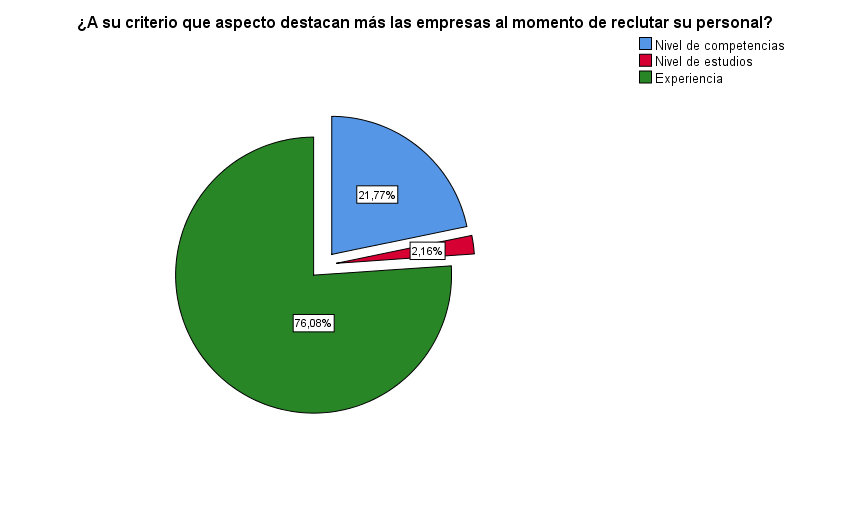 ¿A su criterio que aspecto destacan más las empresas al momento de reclutar su personal?
Nivel de competencias
Nivel de estudios
Experiencia
21,77%
2,16%
76,08%